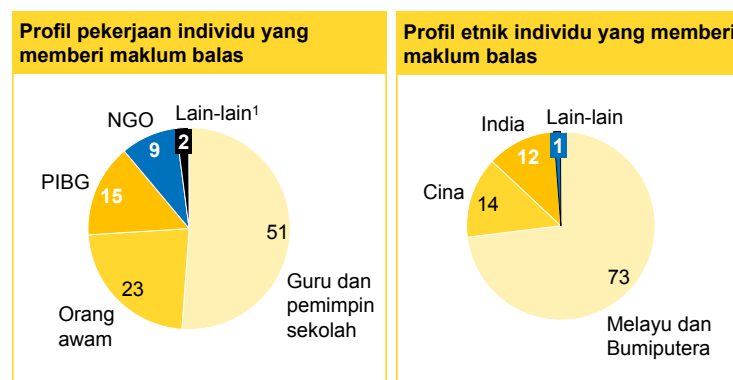 Profil pekerjaan individu yang
memberi maklum balas
NGO
Lain-lain¹
2
9
PIBG
15
51
23
Orang
awam
Guru dan
pemimpin
sekolah
Profil etnik individu yang memberi
maklum balas
India
Lain-lain
1
12
Cina
14
73
Melayu dan
Bumiputera